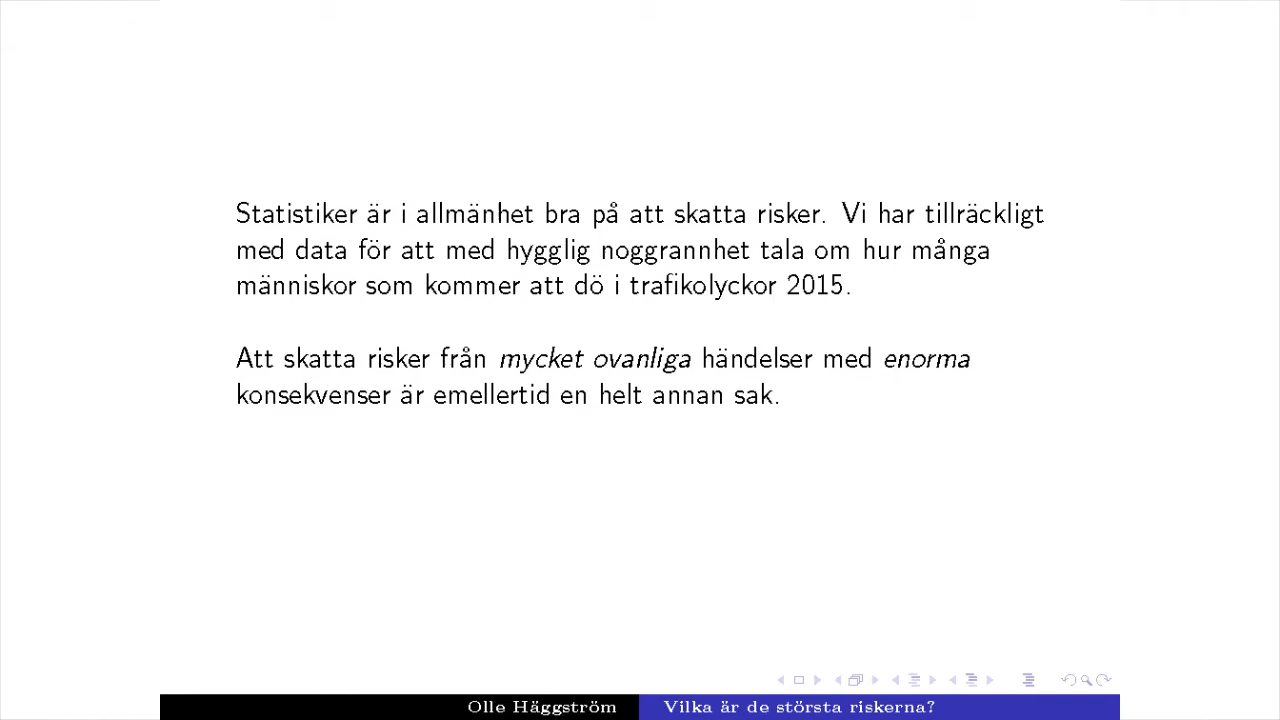 Statistiker är i allmänhet bra på att skatta risker. Vi har tillräckligt
med data för att med hygglig noggrannhet tala om hur många
människor som kommer att dö i trafikolyckor 2015.
Att skatta risker från mycket ovanliga händelser med enorma
konsekvenser är emellertid en helt annan sak.
Olle Häggström
Vilka är de största riskerna?